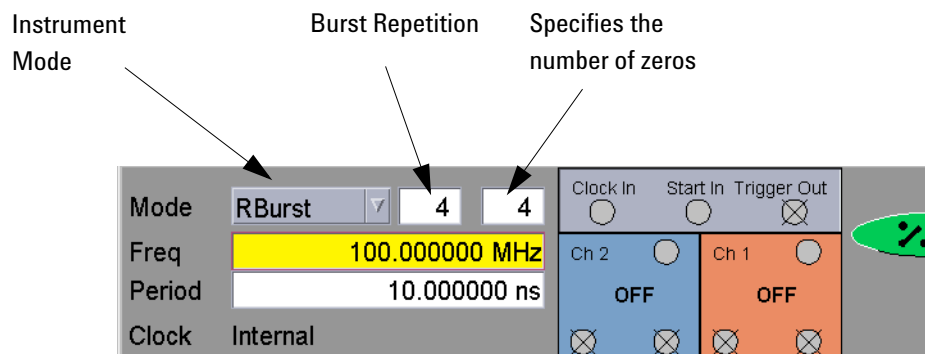 Instrument
Mode
Burst Repetition
Specifies the
number of zeros
Mode RBurst 4 4
Freq 100.000000 MHz
Period 10.000000 ns
Clock Internal
Clock In Start In Trigger Out
Ch 2 Ch 1
OFF OFF